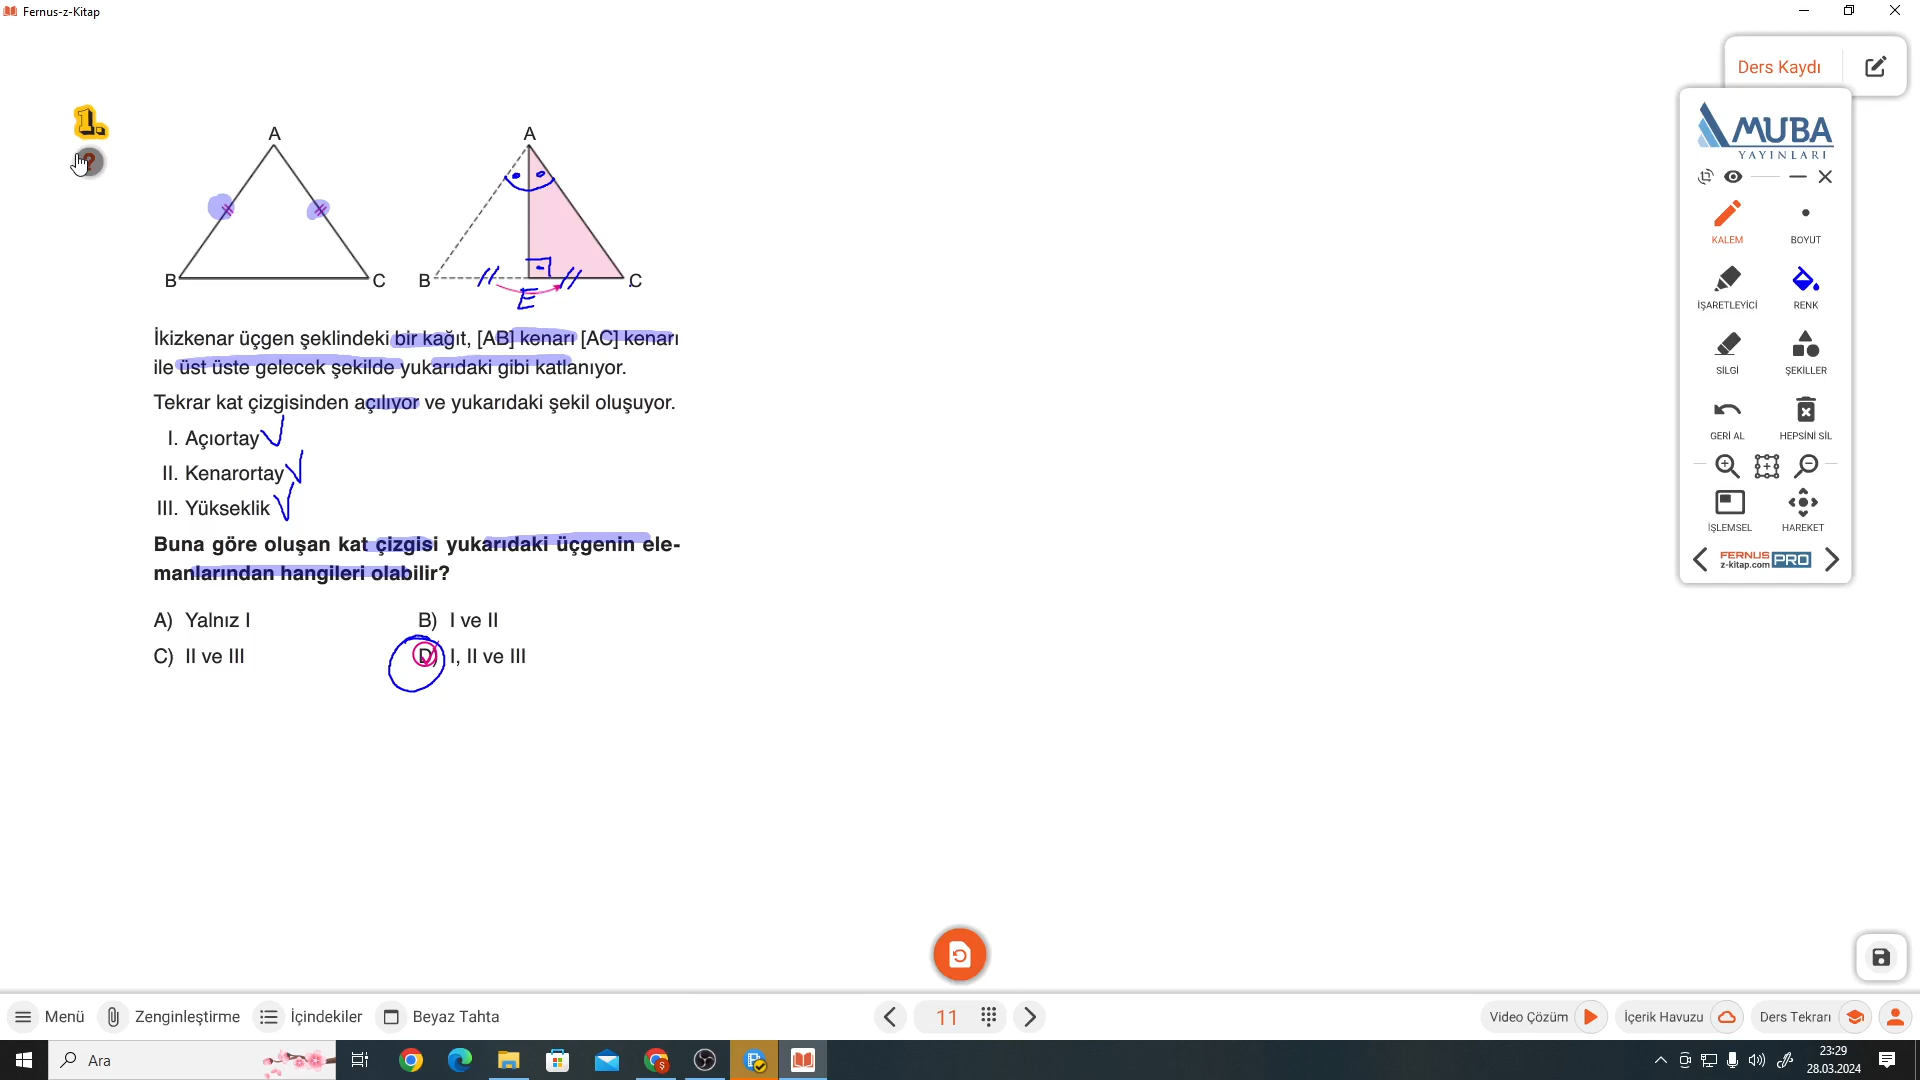 Fernus-z-Kitap
Ders Kaydı
1.
?
A
B
C
A
B
C
E
İkizkenar üçgen şeklindeki bir kağıt, [AB] kenarı [AC] kenarı
ile üst üste gelecek şekilde yukarıdaki gibi katlanıyor.
Tekrar kat çizgisinden açılıyor ve yukarıdaki şekil oluşuyor.
I. Açıortay
II. Kenarortay
III. Yükseklik
Buna göre oluşan kat çizgisi yukarıdaki üçgenin ele-
manlarından hangileri olabilir?
A) Yalnız I
B) I ve II
C) II ve III
D) I, II ve III
MUBA
YAYINLARI
KALEM
BOYUT
İŞARETLEYİCİ
RENK
SİLGİ
ŞEKİLLER
GERİ AL
HEPSİNİ SİL
İŞLEMSEL
HAREKET
FERNUS
z-kitap.com
PRO
Menü
Zenginleştirme
İçindekiler
Beyaz Tahta
11
Video Çözüm
İçerik Havuzu
Ders Tekrarı
Ara
23:29
28.03.2024